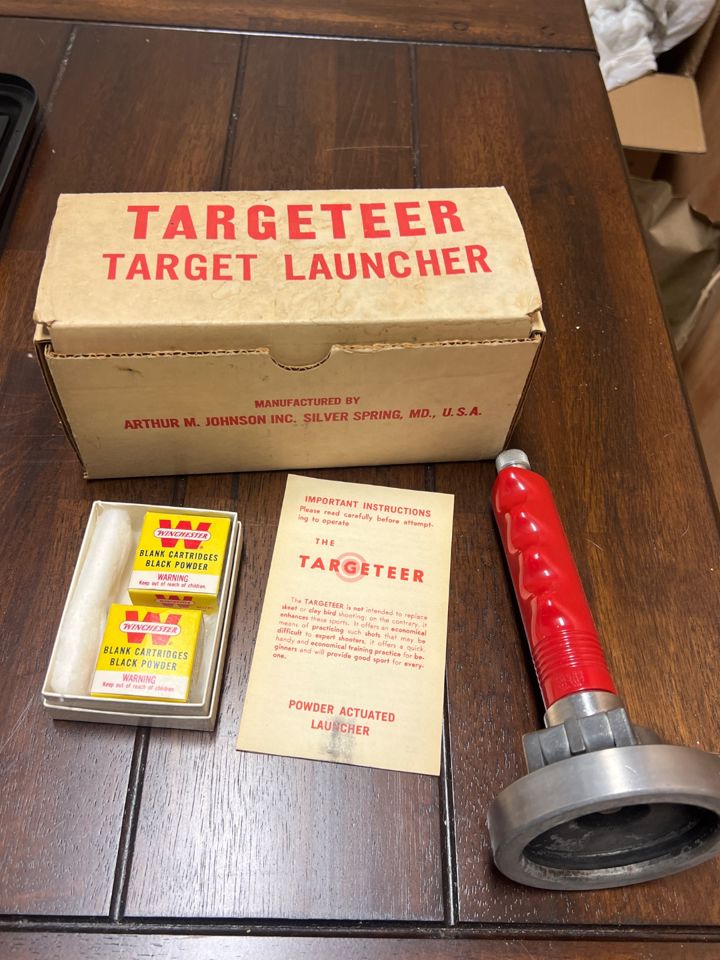 TARGETEER
TARGET LAUNCHER
MANUFACTURED BY
ARTHUR M. JOHNSON INC. SILVER SPRING, MD., U.S.A.
W
WINCHESTER
BLANK CARTRIDGES
BLACK POWDER
WARNING
Keep out of reach of children.
W
WINCHESTER
BLANK CARTRIDGES
BLACK POWDER
WARNING
Keep out of reach of children.
IMPORTANT INSTRUCTIONS
Please read carefully before attempt-
ing to operate
THE
TARGETEER
The TARGETEER is not intended to replace
skeet or clay bird shooting; on the contrary, it
enhances these sports. It offers an economical
means of practicing such shots that may be
difficult to expert shooters, it offers a quick,
handy and economical training practice for be-
ginners and will provide good sport for every-
one.
POWDER ACTUATED
LAUNCHER